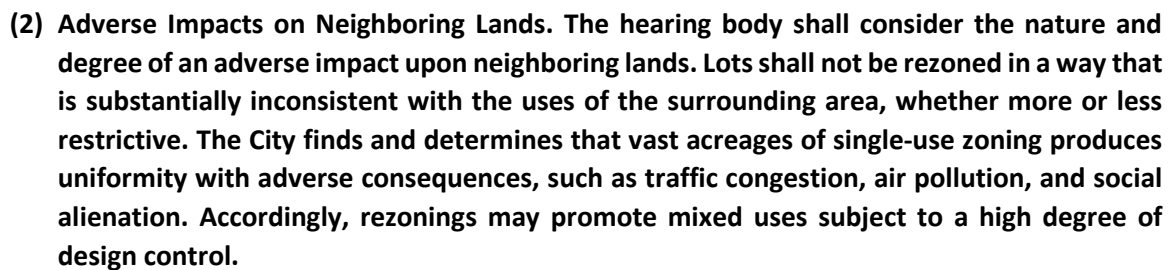 (2) Adverse Impacts on Neighboring Lands. The hearing body shall consider the nature and
degree of an adverse impact upon neighboring lands. Lots shall not be rezoned in a way that
is substantially inconsistent with the uses of the surrounding area, whether more or less
restrictive. The City finds and determines that vast acreages of single-use zoning produces
uniformity with adverse consequences, such as traffic congestion, air pollution, and social
alienation. Accordingly, rezonings may promote mixed uses subject to a high degree of
design control.